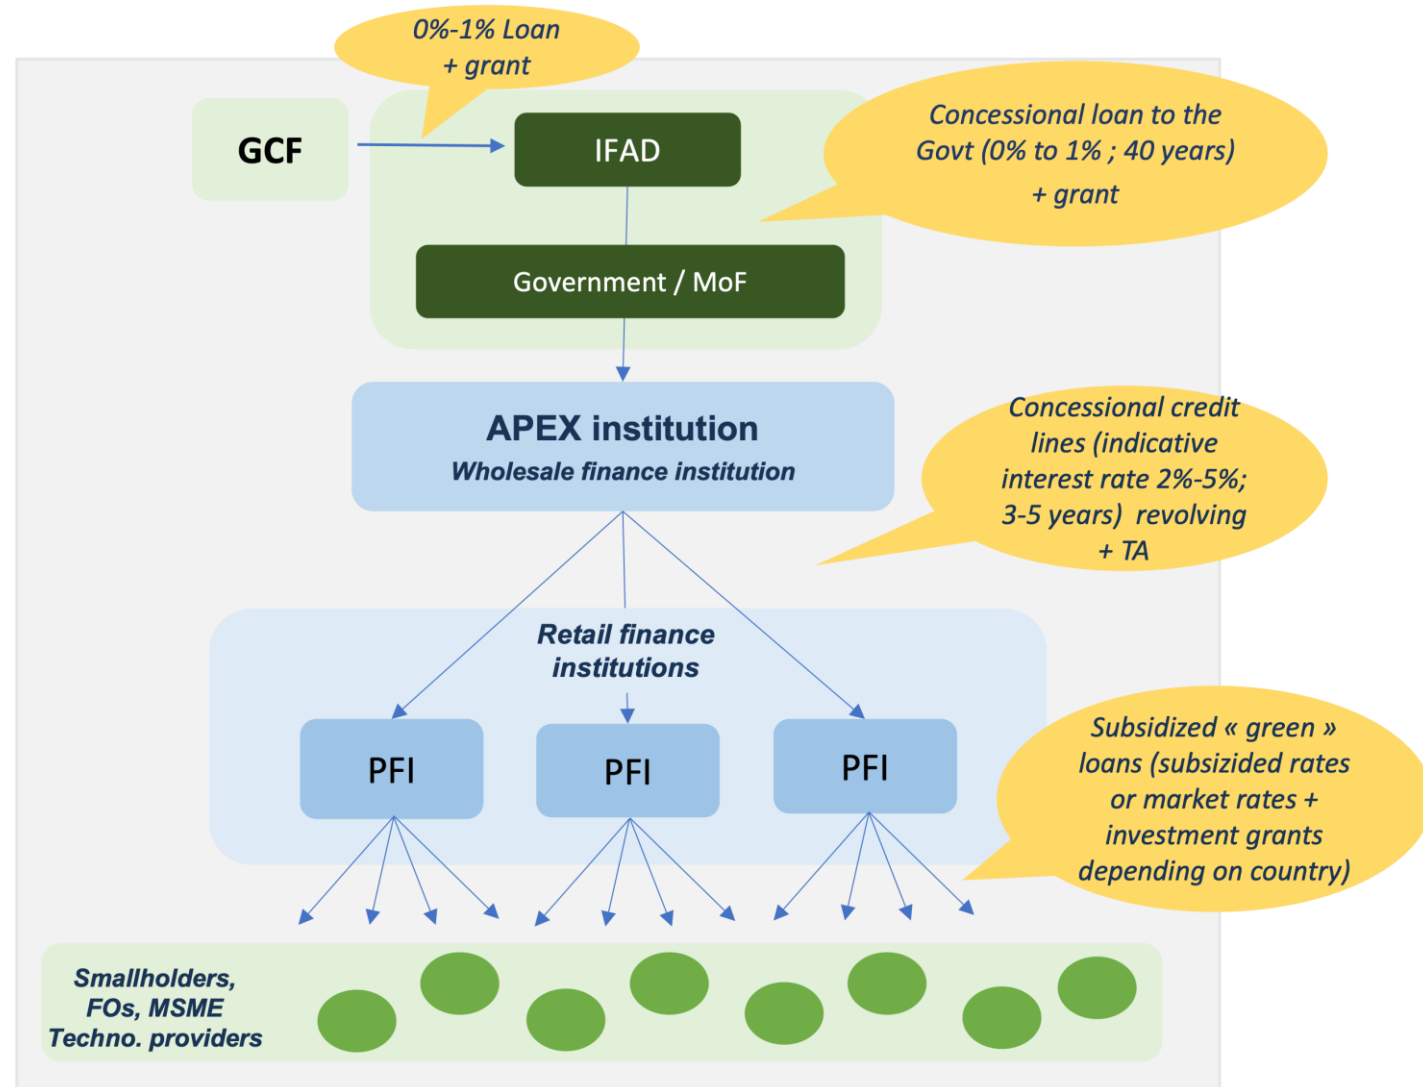 0%-1% Loan
+ grant
GCF
IFAD
Concessional loan to the
Govt (0% to 1% ; 40 years)
+ grant
Government / MoF
APEX institution
Wholesale finance institution
Concessional credit
lines (indicative
interest rate 2%-5%;
3-5 years) revolving
+ TA
Retail finance
institutions
PFI
PFI
PFI
Subsidized « green »
loans (subsizided rates
or market rates +
investment grants
depending on country)
Smallholders,
FOs, MSME
Techno. providers